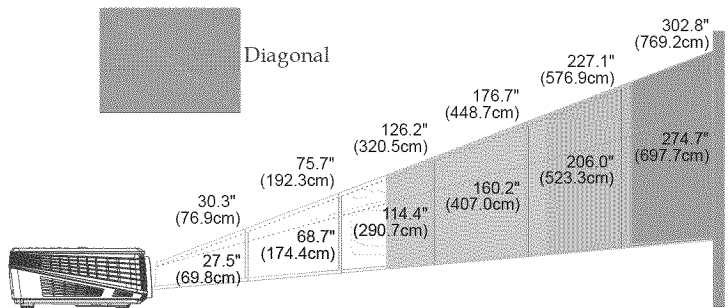 Diagonal
30.3"
(76.9cm)
75.7"
(192.3cm)
126.2"
(320.5cm)
176.7"
(448.7cm)
227.1"
(576.9cm)
302.8"
(769.2cm)
27.5"
(69.8cm)
68.7"
(174.4cm)
114.4"
(290.7cm)
160.2"
(407.0cm)
206.0"
(523.3cm)
274.7"
(697.7cm)